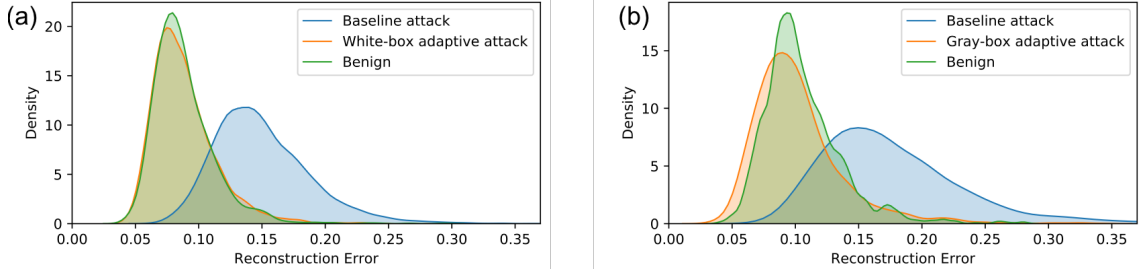 (a)
Baseline attack
White-box adaptive attack
Benign
Density
20
15
10
5
0
0.00 0.05 0.10 0.15 0.20 0.25 0.30 0.35
Reconstruction Error
(b)
Baseline attack
Gray-box adaptive attack
Benign
Density
15
10
5
0
0.00 0.05 0.10 0.15 0.20 0.25 0.30 0.35
Reconstruction Error